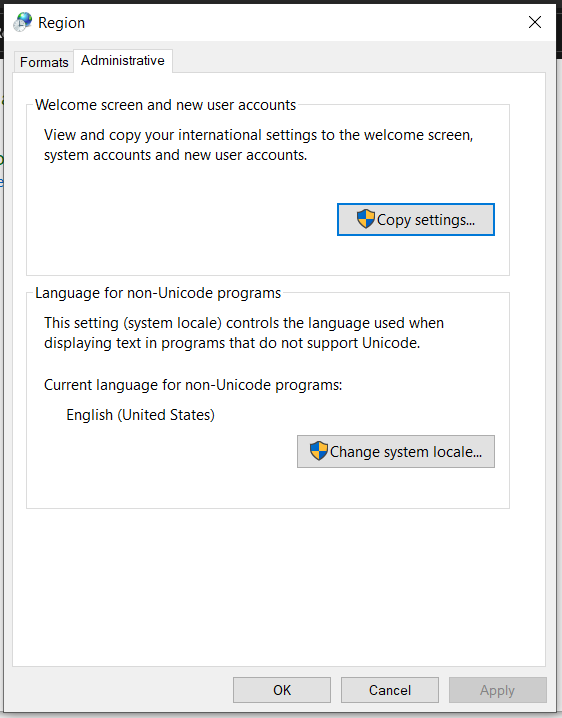 Region
Formats
Administrative
Welcome screen and new user accounts
View and copy your international settings to the welcome screen,
system accounts and new user accounts.
Copy settings...
Language for non-Unicode programs
This setting (system locale) controls the language used when
displaying text in programs that do not support Unicode.
Current language for non-Unicode programs:
English (United States)
Change system locale...
OK
Cancel
Apply